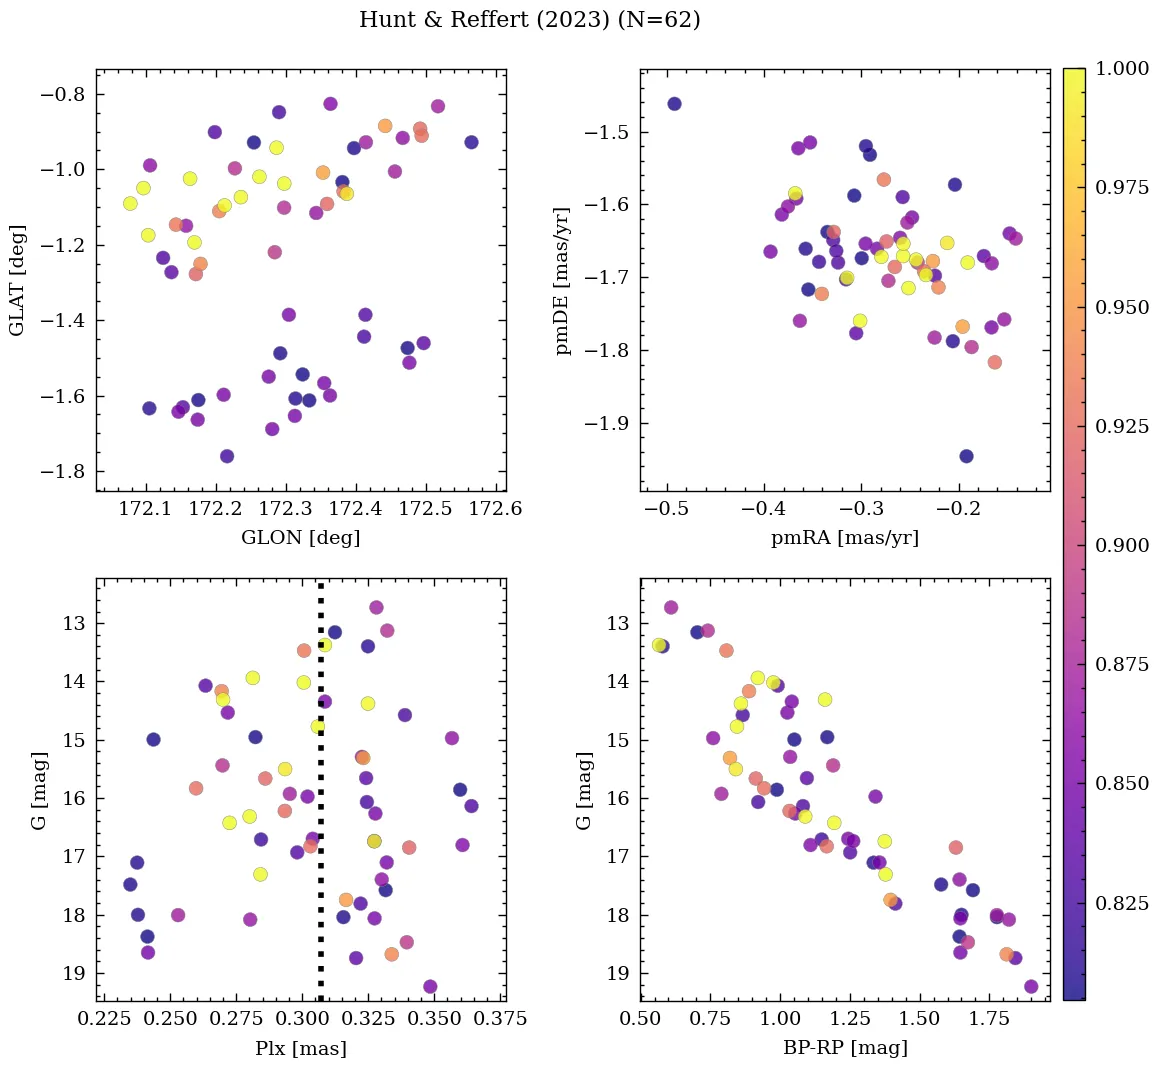 Hunt & Reffert (2023) (N=62)
−0.8
−1.0
−1.2
−1.4
−1.6
−1.8
GLAT [deg]
172.1 172.2 172.3 172.4 172.5 172.6
GLON [deg]
−1.5
−1.6
−1.7
−1.8
−1.9
pmDE [mas/yr]
−0.5 −0.4 −0.3 −0.2
pmRA [mas/yr]
13
14
15
16
17
18
19
G [mag]
0.225 0.250 0.275 0.300 0.325 0.350 0.375
Plx [mas]
13
14
15
16
17
18
19
G [mag]
0.50 0.75 1.00 1.25 1.50 1.75
BP-RP [mag]
1.000
0.975
0.950
0.925
0.900
0.875
0.850
0.825